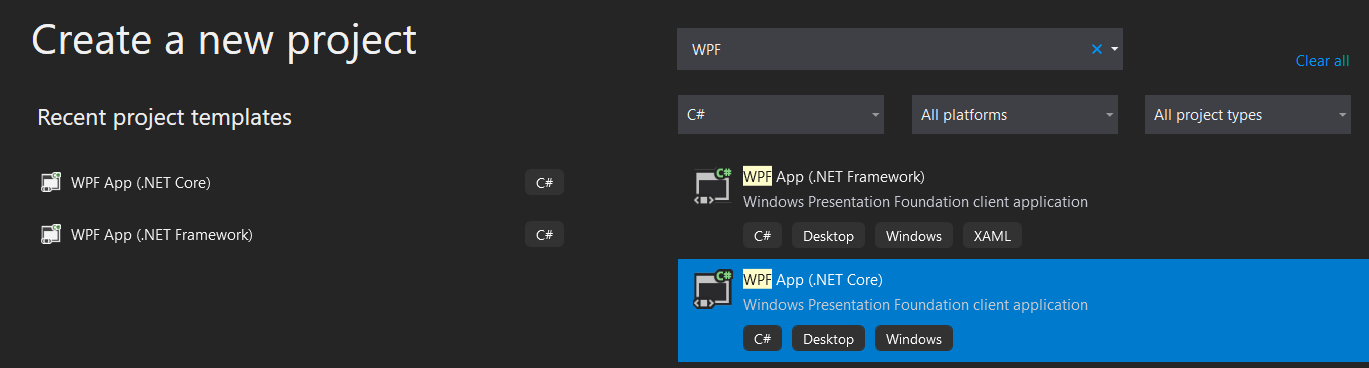 Create a new project
WPF
Clear all
Recent project templates
C#
All platforms
All project types
WPF App (.NET Core)
C#
WPF App (.NET Framework)
C#
C#
WPF App (.NET Framework)
Windows Presentation Foundation client application
C# Desktop Windows XAML
C#
WPF App (.NET Core)
Windows Presentation Foundation client application
C# Desktop Windows